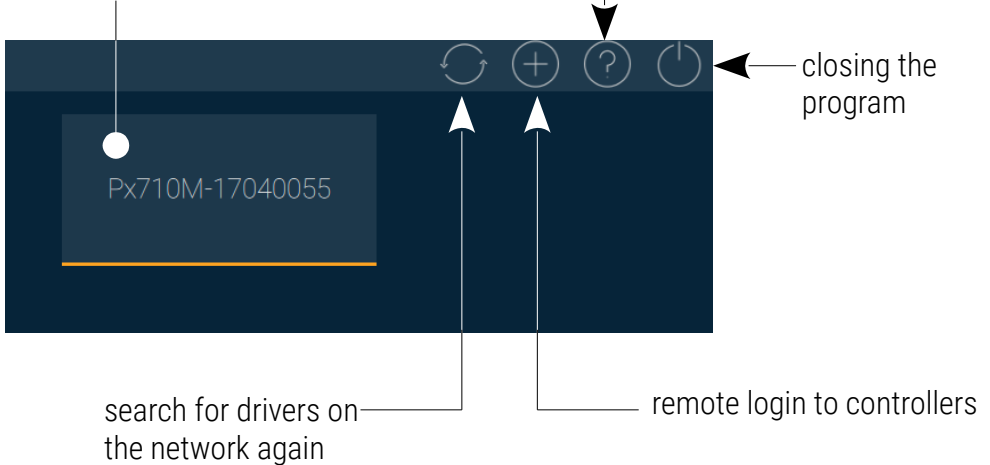 closing the
program
Px710M-17040055
search for drivers on
the network again
remote login to controllers